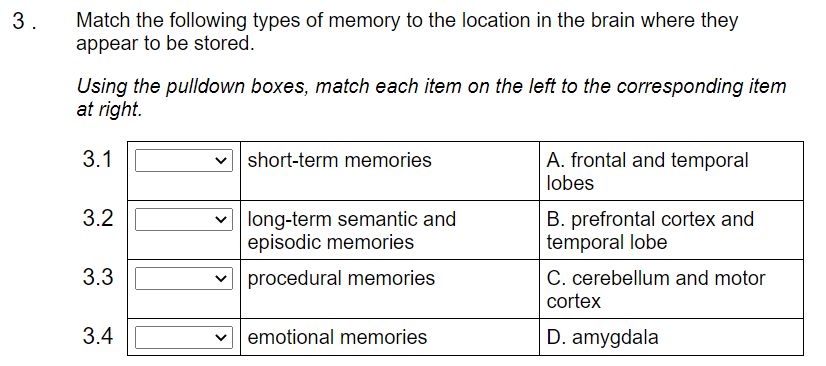 3 . Match the following types of memory to the location in the brain where they
appear to be stored.
Using the pulldown boxes, match each item on the left to the corresponding item
at right.
3.1 short-term memories A. frontal and temporal
lobes
3.2 long-term semantic and B. prefrontal cortex and
episodic memories temporal lobe
3.3 procedural memories C. cerebellum and motor
cortex
3.4 emotional memories D. amygdala